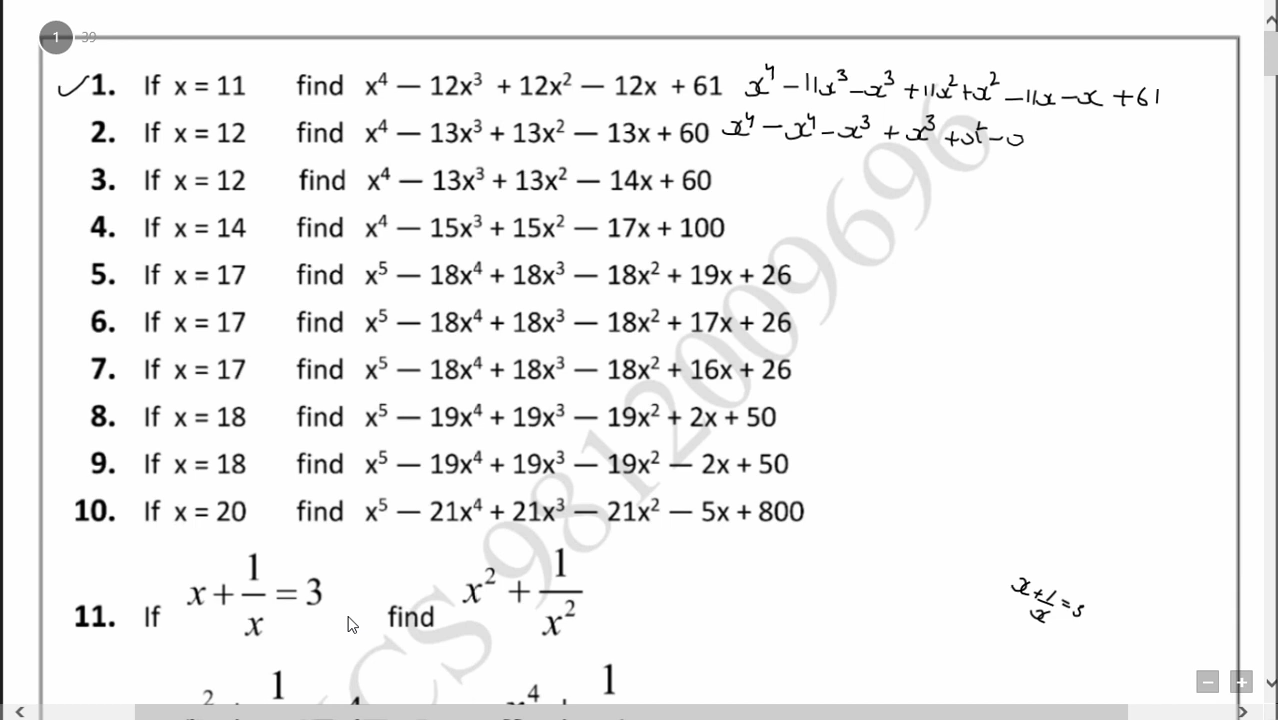 1 39
1. If x = 11 find x⁴ — 12x³ + 12x² — 12x + 61 x⁴ - 11x³ - x³ + 11x² + x² - 11x - x + 61
2. If x = 12 find x⁴ — 13x³ + 13x² — 13x + 60 x⁴ - x⁴ - x³ + x³
3. If x = 12 find x⁴ — 13x³ + 13x² — 14x + 60
4. If x = 14 find x⁴ — 15x³ + 15x² — 17x + 100
5. If x = 17 find x⁵ — 18x⁴ + 18x³ — 18x² + 19x + 26
6. If x = 17 find x⁵ — 18x⁴ + 18x³ — 18x² + 17x + 26
7. If x = 17 find x⁵ — 18x⁴ + 18x³ — 18x² + 16x + 26
8. If x = 18 find x⁵ — 19x⁴ + 19x³ — 19x² + 2x + 50
9. If x = 18 find x⁵ — 19x⁴ + 19x³ — 19x² — 2x + 50
10. If x = 20 find x⁵ — 21x⁴ + 21x³ — 21x² — 5x + 800
11. If x + 1/x = 3 find x² + 1/x²
CS 9812009696